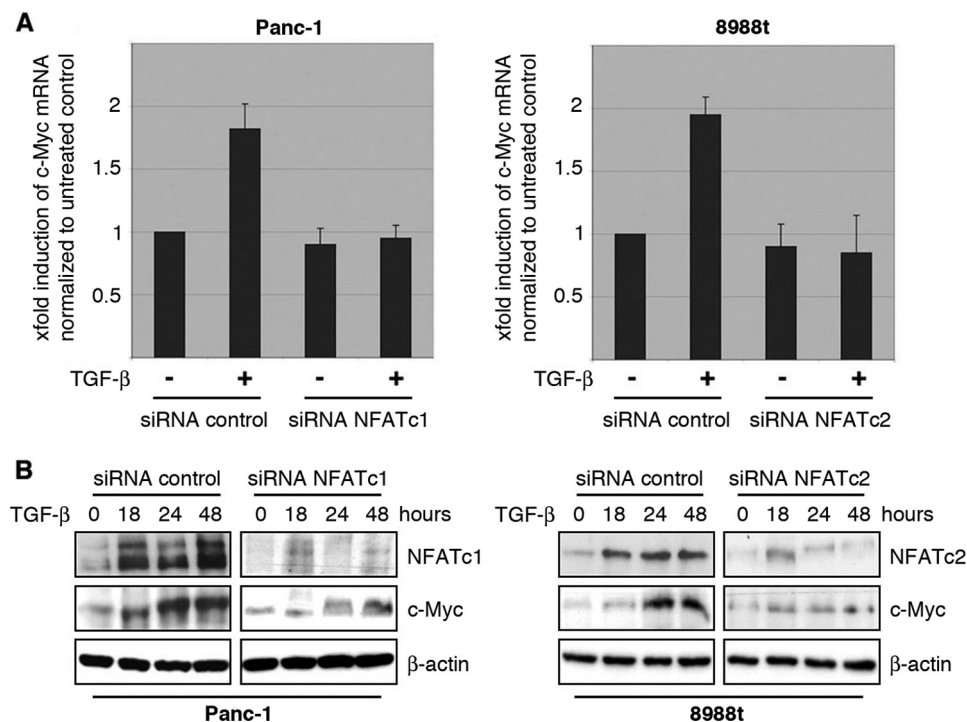 A
Panc-1
xfold induction of c-Myc mRNA
normalized to untreated control
2
1.5
1
0.5
TGF-β - + - +
siRNA control siRNA NFATc1
8988t
xfold induction of c-Myc mRNA
normalized to untreated control
2
1.5
1
0.5
TGF-β - + - +
siRNA control siRNA NFATc2
B
siRNA control siRNA NFATc1
TGF-β 0 18 24 48 0 18 24 48 hours
NFATc1
c-Myc
β-actin
Panc-1
siRNA control siRNA NFATc2
TGF-β 0 18 24 48 0 18 24 48 hours
NFATc2
c-Myc
β-actin
8988t